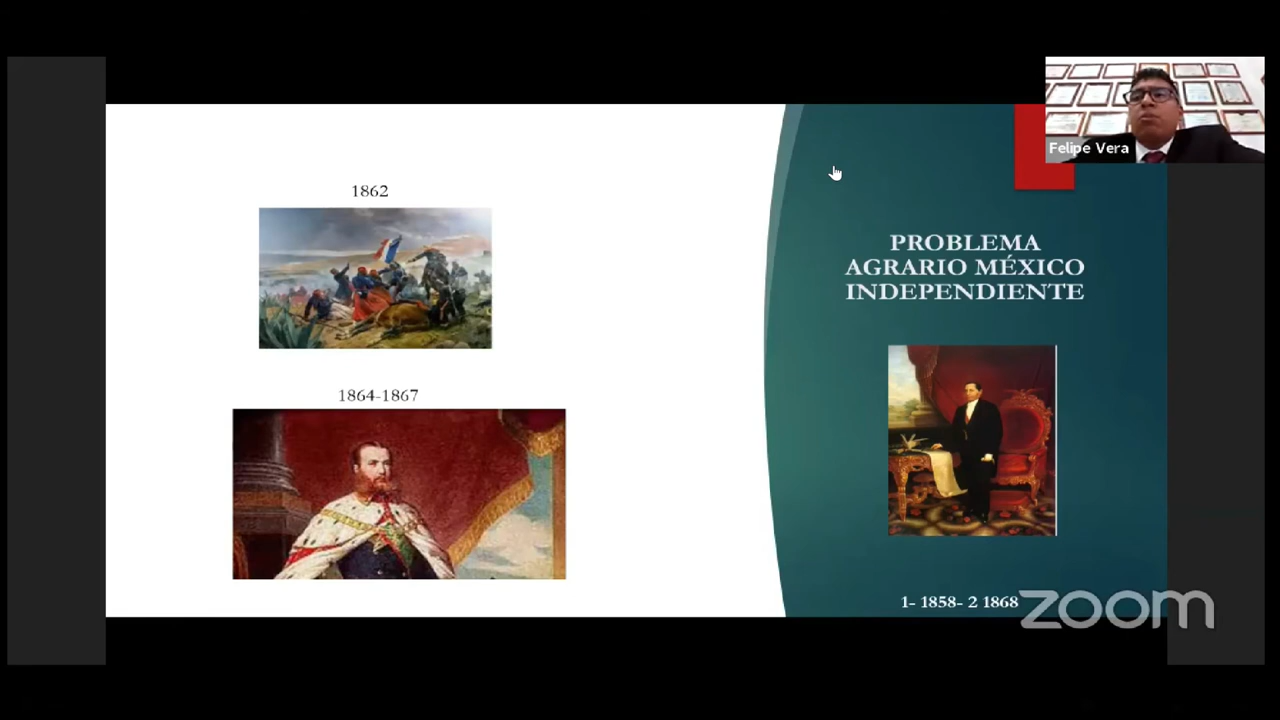 1862
1864-1867
PROBLEMA
AGRARIO MÉXICO
INDEPENDIENTE
1- 1858- 2 1868
Felipe Vera
zoom